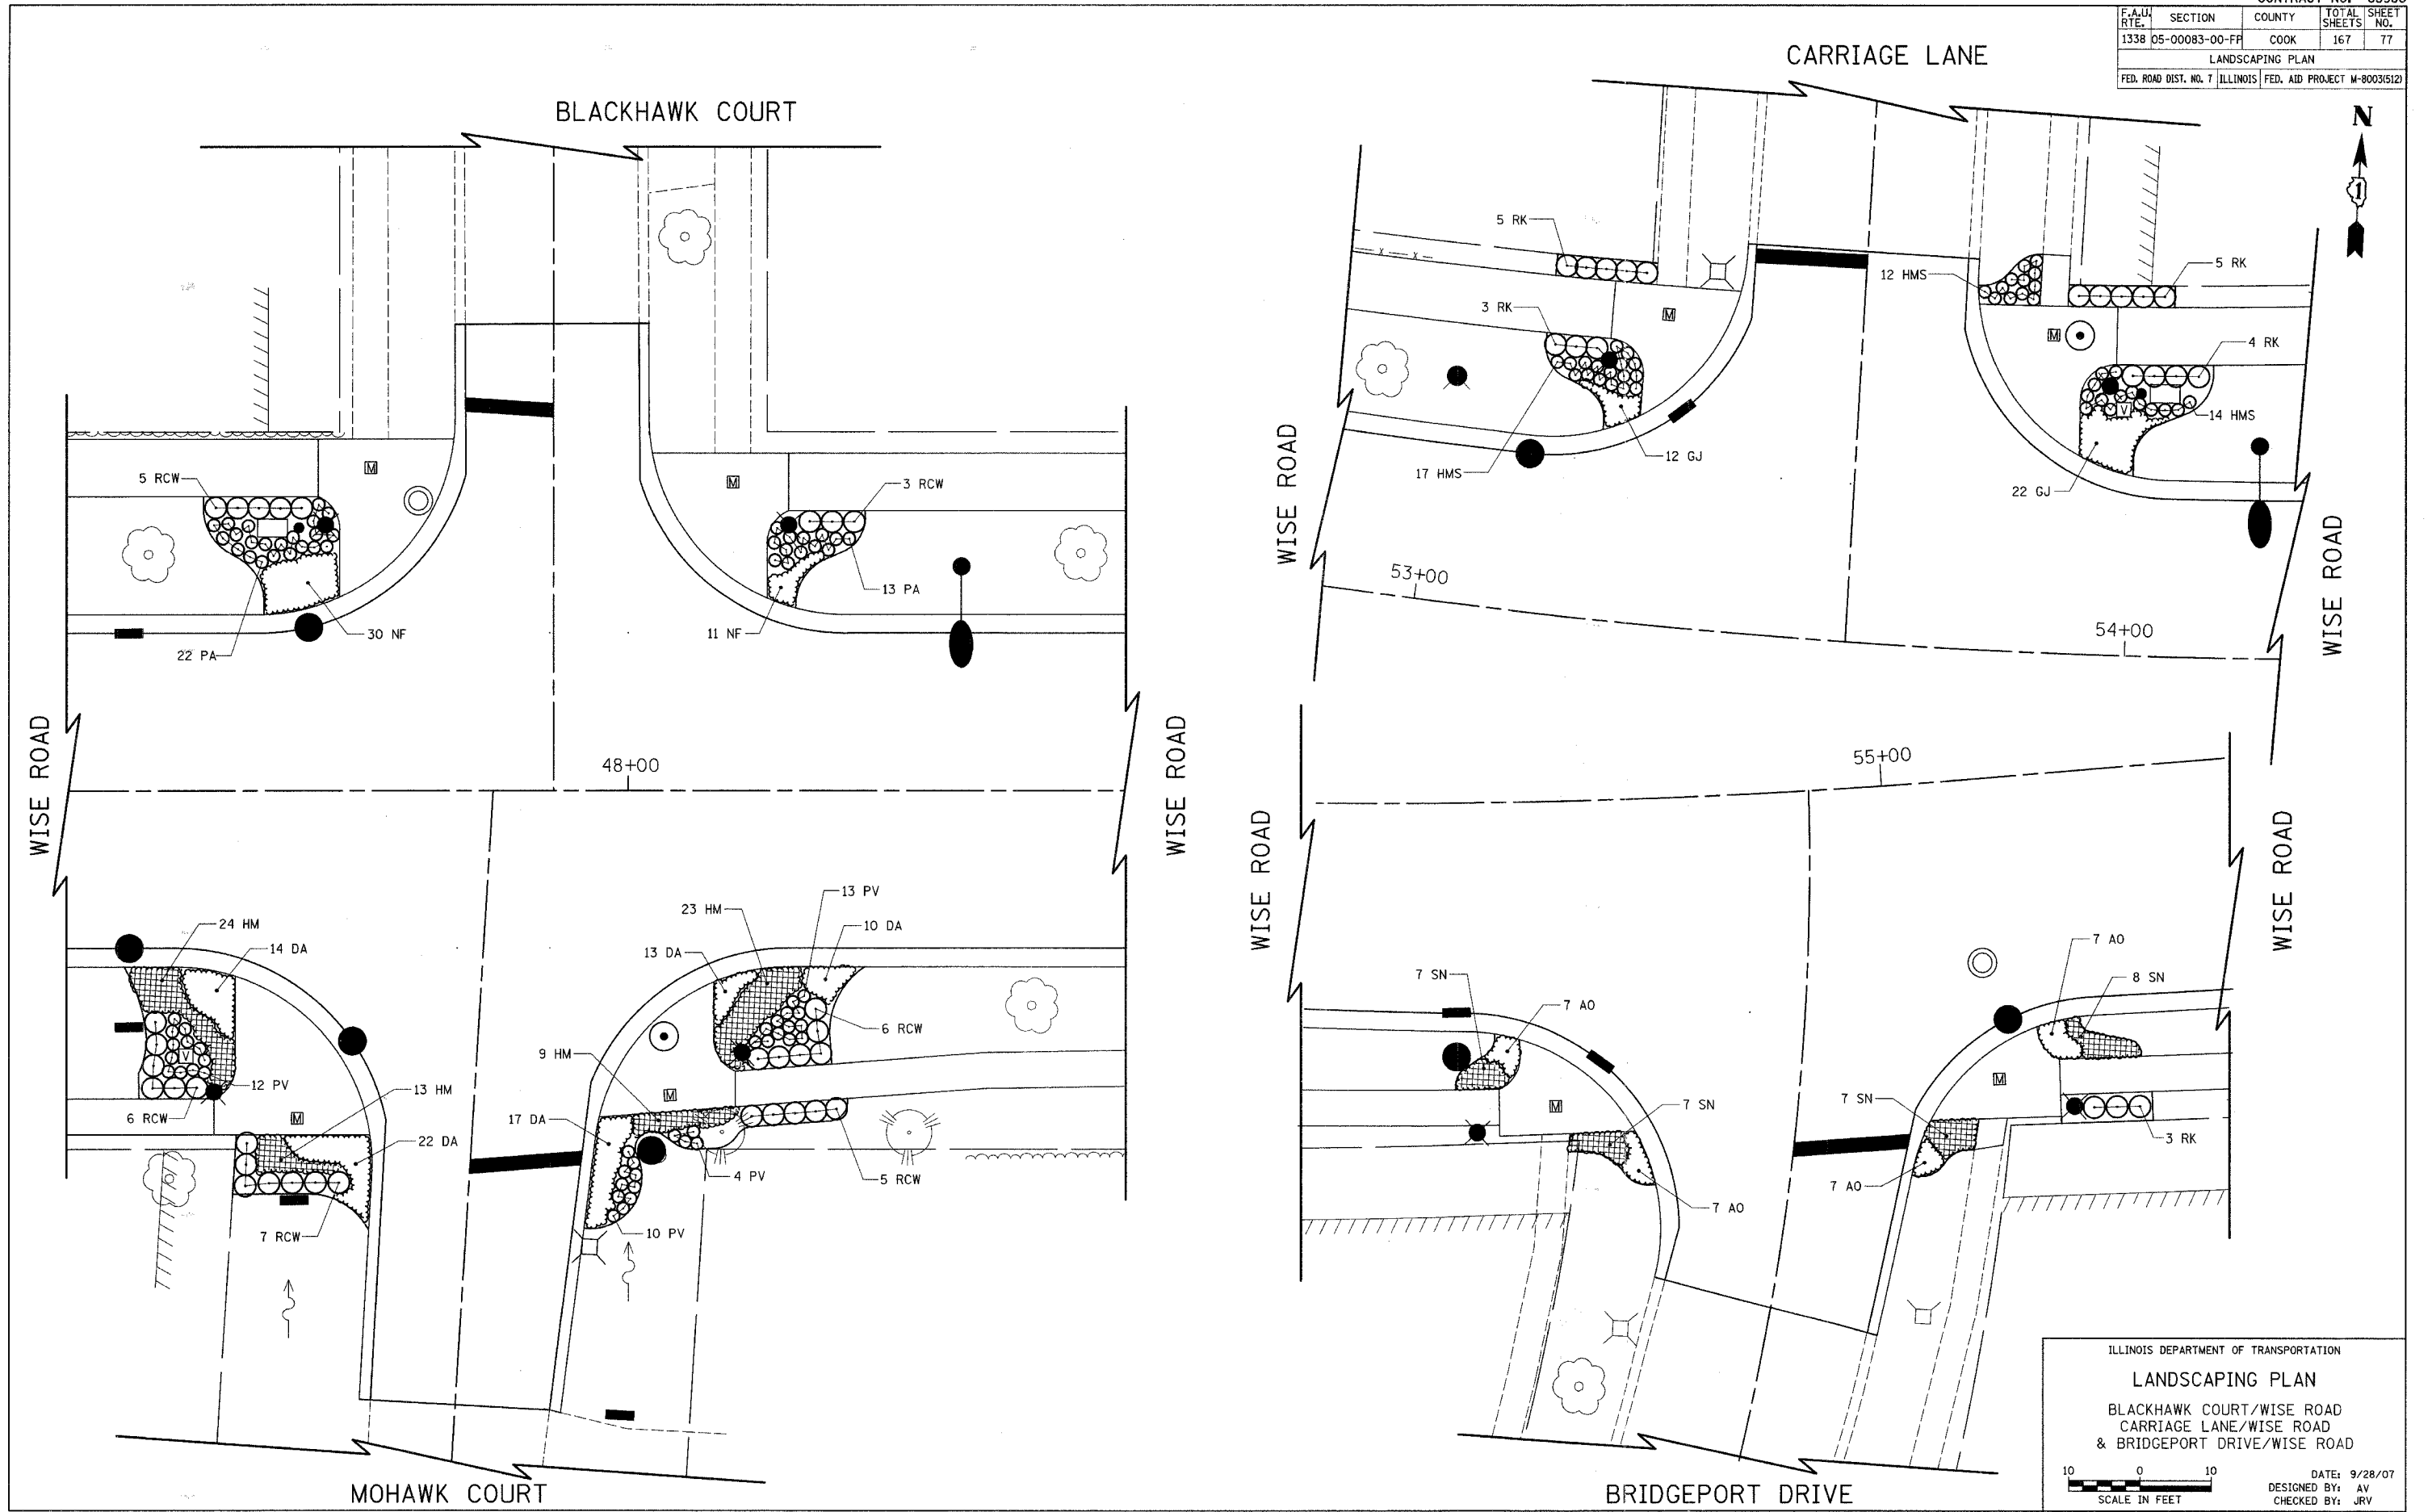 F.A.U. RTE. SECTION COUNTY TOTAL SHEETS SHEET NO.
1338 05-00083-00-FP COOK 167 77
LANDSCAPING PLAN
FED. ROAD DIST. NO. 7 ILLINOIS FED. AID PROJECT M-8003(512)
CARRIAGE LANE
BLACKHAWK COURT
N
1
5 RK
12 HMS
5 RK
3 RK
M
M
4 RK
V
14 HMS
17 HMS
12 GJ
22 GJ
WISE ROAD
WISE ROAD
53+00
54+00
5 RCW
M
M
3 RCW
13 PA
30 NF
11 NF
22 PA
WISE ROAD
48+00
WISE ROAD
24 HM
14 DA
23 HM
13 PV
10 DA
13 DA
6 RCW
9 HM
V
12 PV
13 HM
6 RCW
M
M
17 DA
22 DA
4 PV
5 RCW
7 RCW
10 PV
MOHAWK COURT
WISE ROAD
55+00
WISE ROAD
7 SN
7 AO
7 AO
8 SN
M
M
7 SN
7 SN
3 RK
7 AO
7 AO
BRIDGEPORT DRIVE
ILLINOIS DEPARTMENT OF TRANSPORTATION
LANDSCAPING PLAN
BLACKHAWK COURT/WISE ROAD
CARRIAGE LANE/WISE ROAD
& BRIDGEPORT DRIVE/WISE ROAD
10 0 10
SCALE IN FEET
DATE: 9/28/07
DESIGNED BY: AV
CHECKED BY: JRV